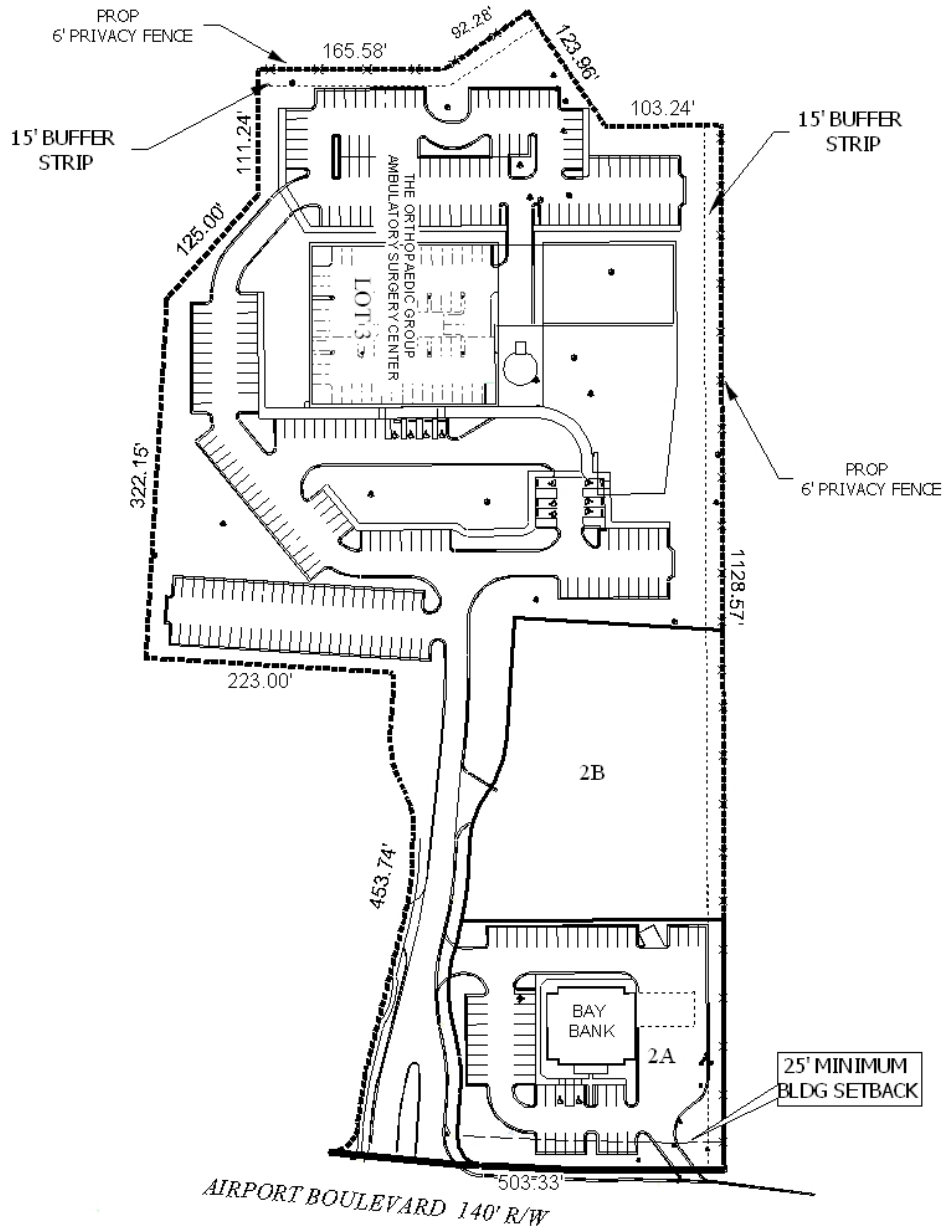 PROP
6' PRIVACY FENCE
165.58'
92.28'
123.96'
103.24'
15' BUFFER
STRIP
111.24'
15' BUFFER
STRIP
125.00'
THE ORTHOPAEDIC GROUP
AMBULATORY SURGERY CENTER
LOT 3
322.15'
PROP
6' PRIVACY FENCE
1128.57'
223.00'
2B
453.74'
BAY
BANK
2A
25' MINIMUM
BLDG SETBACK
503.33'
AIRPORT BOULEVARD 140' R/W